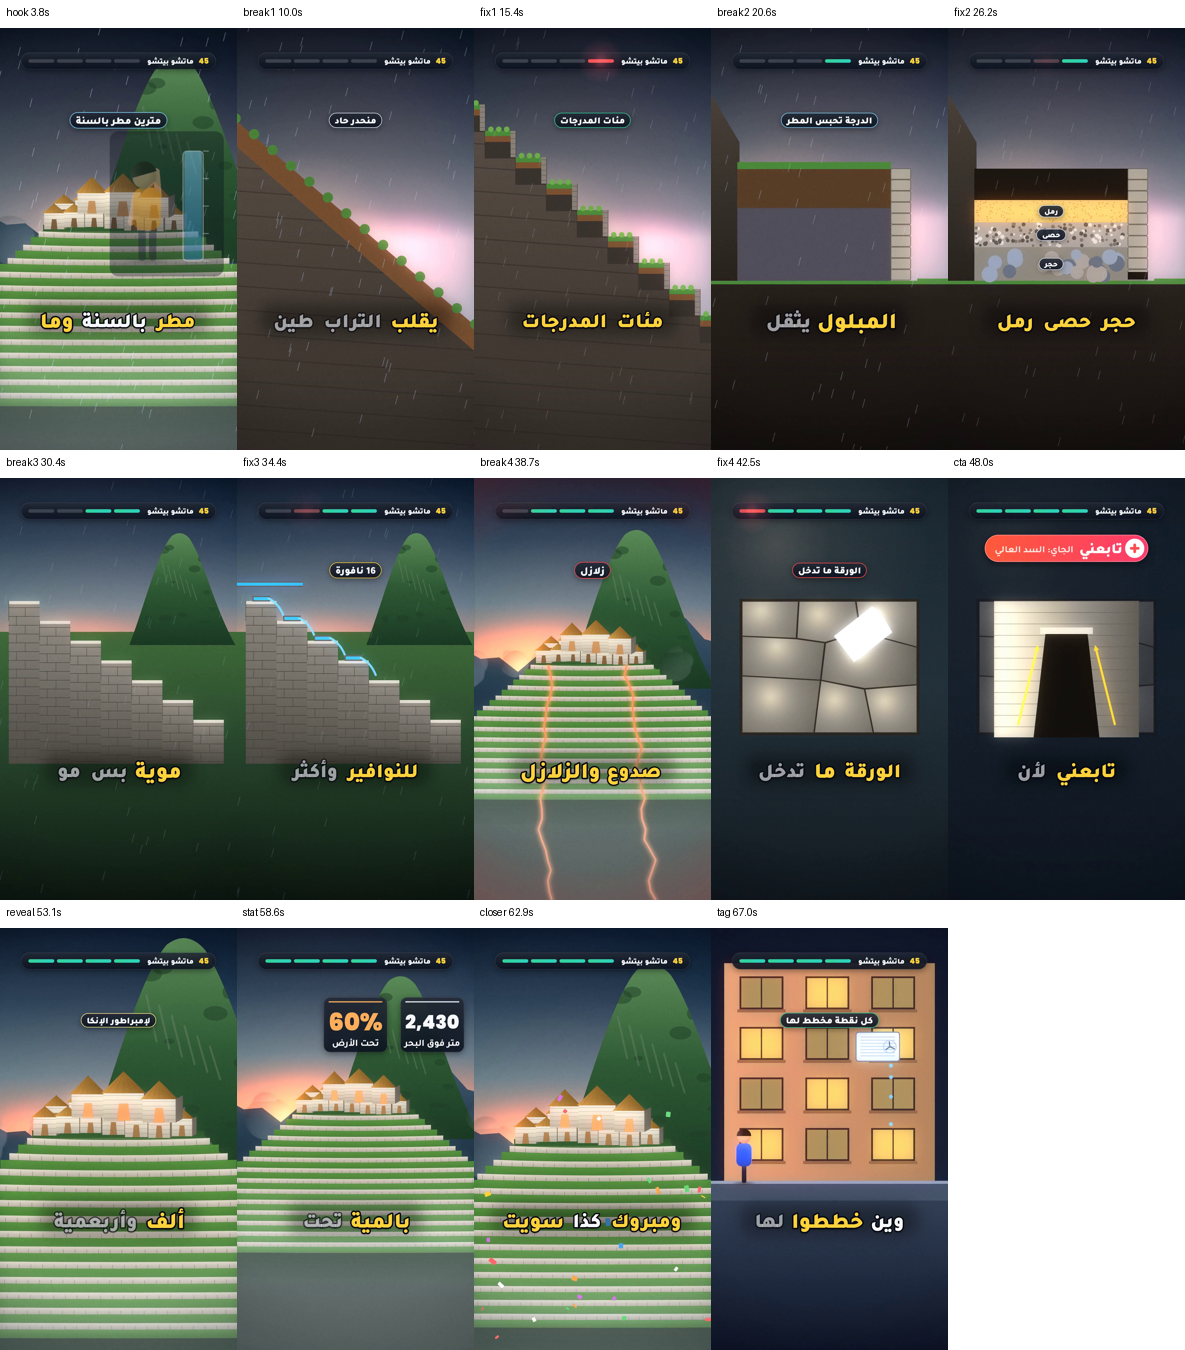 hook 3.8s
45 ماتشو بيتشو
مترين مطر بالسنة
مطر بالسنة وما
break1 10.0s
45 ماتشو بيتشو
منحدر حاد
يقلب التراب طين
fix1 15.4s
45 ماتشو بيتشو
مئات المدرجات
مئات المدرجات
break2 20.6s
45 ماتشو بيتشو
الدرجة تحبس المطر
المبلول يثقل
fix2 26.2s
45 ماتشو بيتشو
رمل
حصى
حجر
حجر حصى رمل
break3 30.4s
45 ماتشو بيتشو
موية بس مو
fix3 34.4s
45 ماتشو بيتشو
16 نافورة
للنوافير وأكثر
break4 38.7s
45 ماتشو بيتشو
زلازل
صدوع والزلازل
fix4 42.5s
45 ماتشو بيتشو
الورقة ما تدخل
الورقة ما تدخل
cta 48.0s
45 ماتشو بيتشو
تابعني الجاي: السد العالي
تابعني لأن
reveal 53.1s
45 ماتشو بيتشو
لإمبراطور الإنكا
ألف وأربعمية
stat 58.6s
45 ماتشو بيتشو
2,430
متر فوق البحر
60%
تحت الأرض
بالمية تحت
closer 62.9s
45 ماتشو بيتشو
ومبروك كذا سويت
tag 67.0s
45 ماتشو بيتشو
كل نقطة مخطط لها
وين خططوا لها